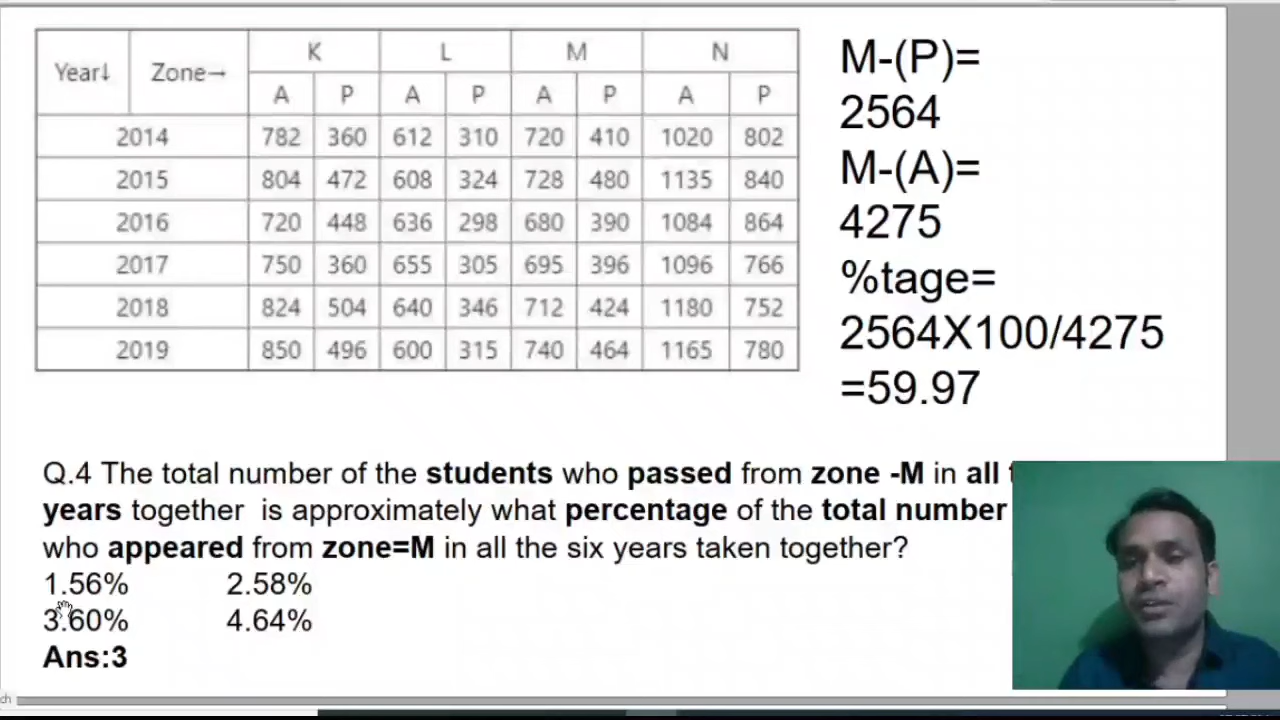 Year↓ Zone→ K L M N
A P A P A P A P
2014 782 360 612 310 720 410 1020 802
2015 804 472 608 324 728 480 1135 840
2016 720 448 636 298 680 390 1084 864
2017 750 360 655 305 695 396 1096 766
2018 824 504 640 346 712 424 1180 752
2019 850 496 600 315 740 464 1165 780
M-(P)=
2564
M-(A)=
4275
%tage=
2564X100/4275
=59.97
Q.4 The total number of the students who passed from zone -M in all
years together is approximately what percentage of the total number
who appeared from zone=M in all the six years taken together?
1.56% 2.58%
3.60% 4.64%
Ans:3